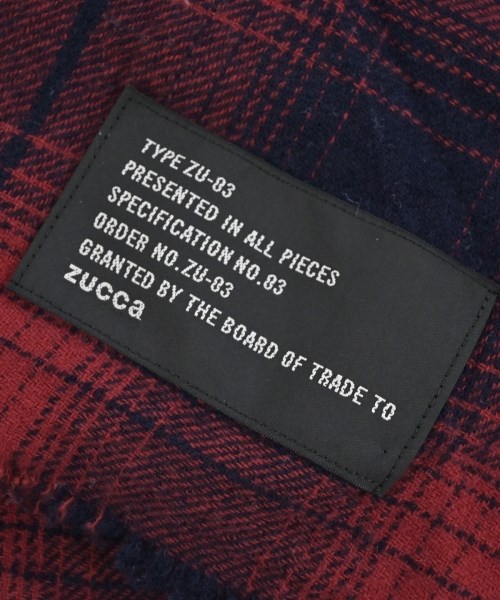 TYPE ZU-83
PRESENTED IN ALL PIECES
SPECIFICATION NO.83
ORDER NO.ZU-83
GRANTED BY THE BOARD OF TRADE TO
zucca